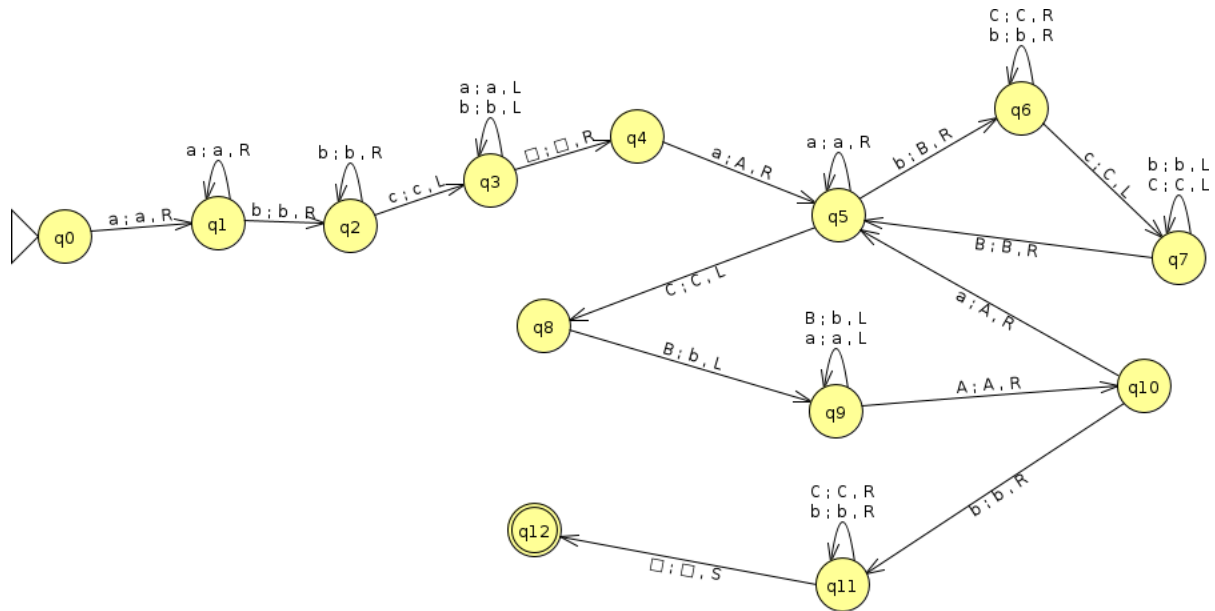 C ; C , R
b ; b , R
q6
a ; a , L
b ; b , L
q3
□ ; □ , R
q4
a ; A , R
a ; a , R
q5
b ; B , R
c ; C , L
b ; b , L
C ; C , L
q7
B ; B , R
q0
a ; a , R
a ; a , R
q1
b ; b , R
b ; b , R
q2
c ; c , L
C ; C , L
q8
B ; b , L
B ; b , L
a ; a , L
q9
A ; A , R
q10
a ; A , R
b ; b , R
C ; C , R
b ; b , R
q11
□ ; □ , S
q12